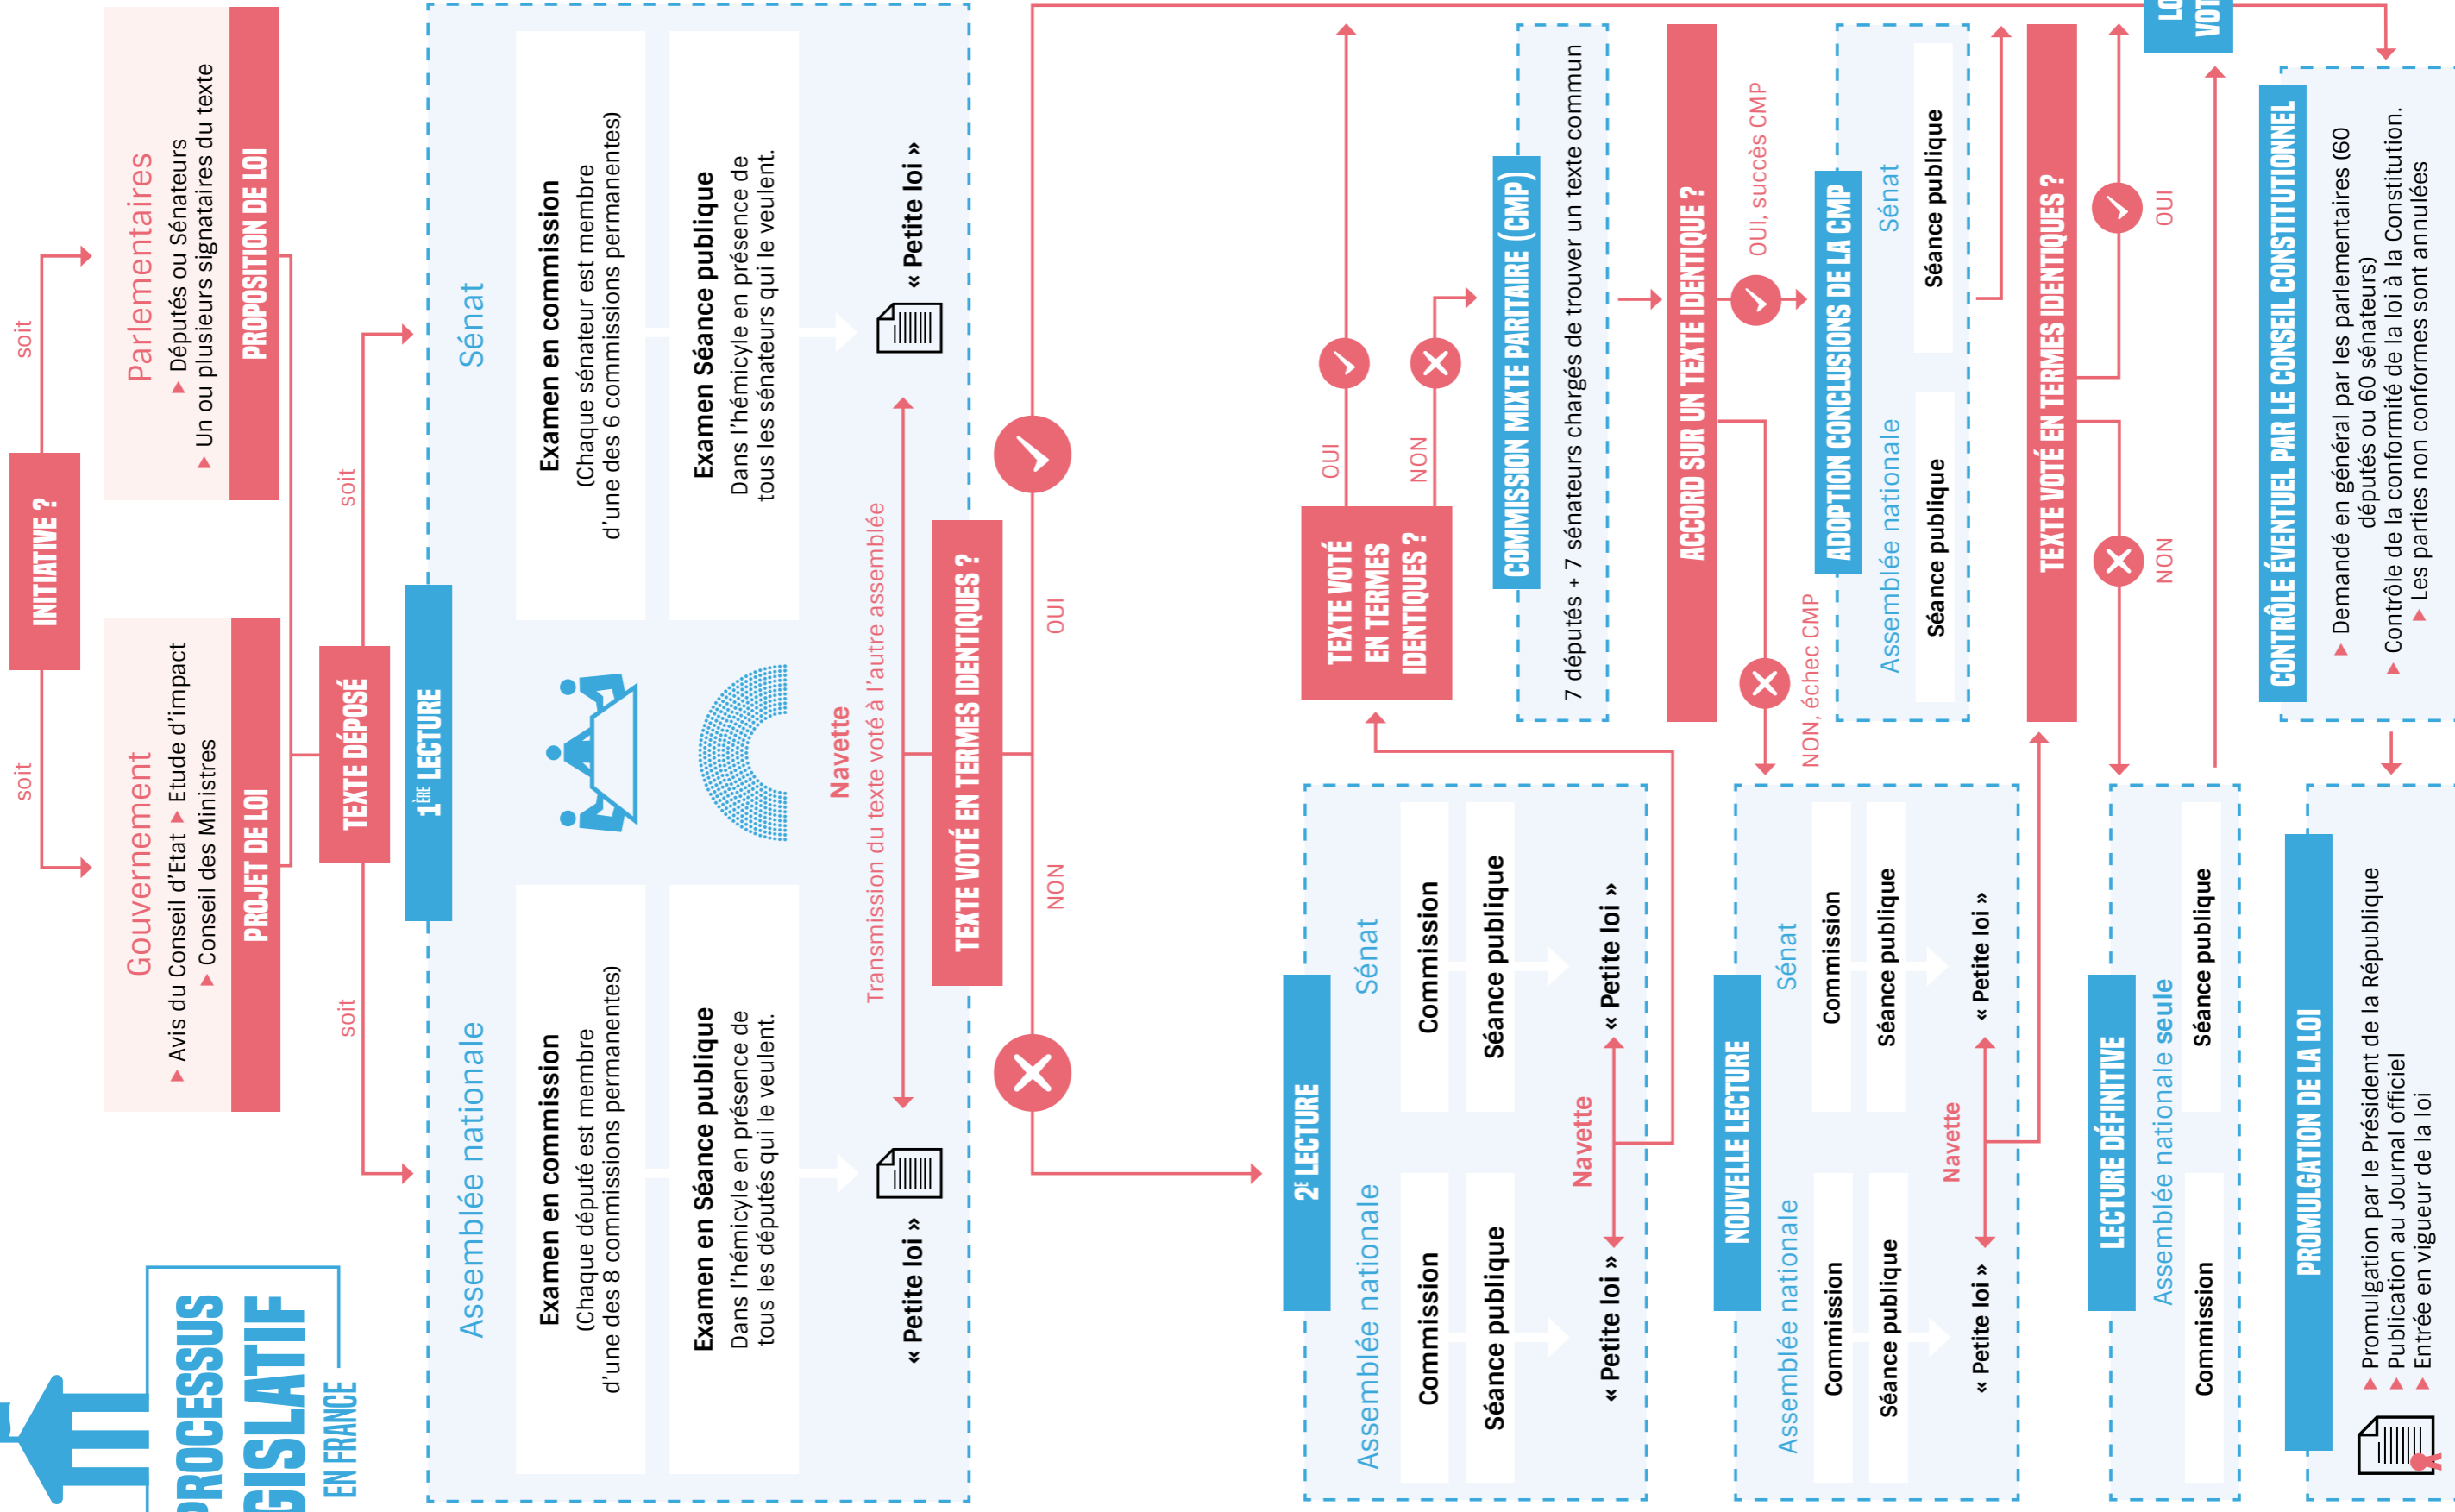 PROCESSUS
GISLATIF
EN FRANCE
INITIATIVE ?
soit
soit
Gouvernement
▶ Avis du Conseil d'Etat ▶ Etude d'impact
▶ Conseil des Ministres
PROJET DE LOI
Parlementaires
▶ Députés ou Sénateurs
▶ Un ou plusieurs signataires du texte
PROPOSITION DE LOI
soit
TEXTE DÉPOSÉ
soit
1ÈRE LECTURE
Assemblée nationale
Examen en commission
(Chaque député est membre
d'une des 8 commissions permanentes)
Examen en Séance publique
Dans l'hémicyle en présence de
tous les députés qui le veulent.
« Petite loi »
Sénat
Examen en commission
(Chaque sénateur est membre
d'une des 6 commissions permanentes)
Examen Séance publique
Dans l'hémicyle en présence de
tous les sénateurs qui le veulent.
« Petite loi »
Navette
Transmission du texte voté à l'autre assemblée
TEXTE VOTÉ EN TERMES IDENTIQUES ?
NON
OUI
2E LECTURE
Assemblée nationale
Commission
Séance publique
« Petite loi »
Sénat
Commission
Séance publique
« Petite loi »
Navette
TEXTE VOTÉ
EN TERMES
IDENTIQUES ?
OUI
NON
COMMISSION MIXTE PARITAIRE (CMP)
7 députés + 7 sénateurs chargés de trouver un texte commun
ACCORD SUR UN TEXTE IDENTIQUE ?
NON, échec CMP
OUI, succès CMP
NOUVELLE LECTURE
Assemblée nationale
Commission
Séance publique
« Petite loi »
Sénat
Commission
Séance publique
« Petite loi »
Navette
ADOPTION CONCLUSIONS DE LA CMP
Assemblée nationale
Séance publique
Sénat
Séance publique
TEXTE VOTÉ EN TERMES IDENTIQUES ?
NON
OUI
LECTURE DÉFINITIVE
Assemblée nationale seule
Commission
Séance publique
LO
VOT
CONTRÔLE ÉVENTUEL PAR LE CONSEIL CONSTITUTIONNEL
▶ Demandé en général par les parlementaires (60
députés ou 60 sénateurs)
▶ Contrôle de la conformité de la loi à la Constitution.
▶ Les parties non conformes sont annulées
PROMULGATION DE LA LOI
▶ Promulgation par le Président de la République
▶ Publication au Journal officiel
▶ Entrée en vigueur de la loi